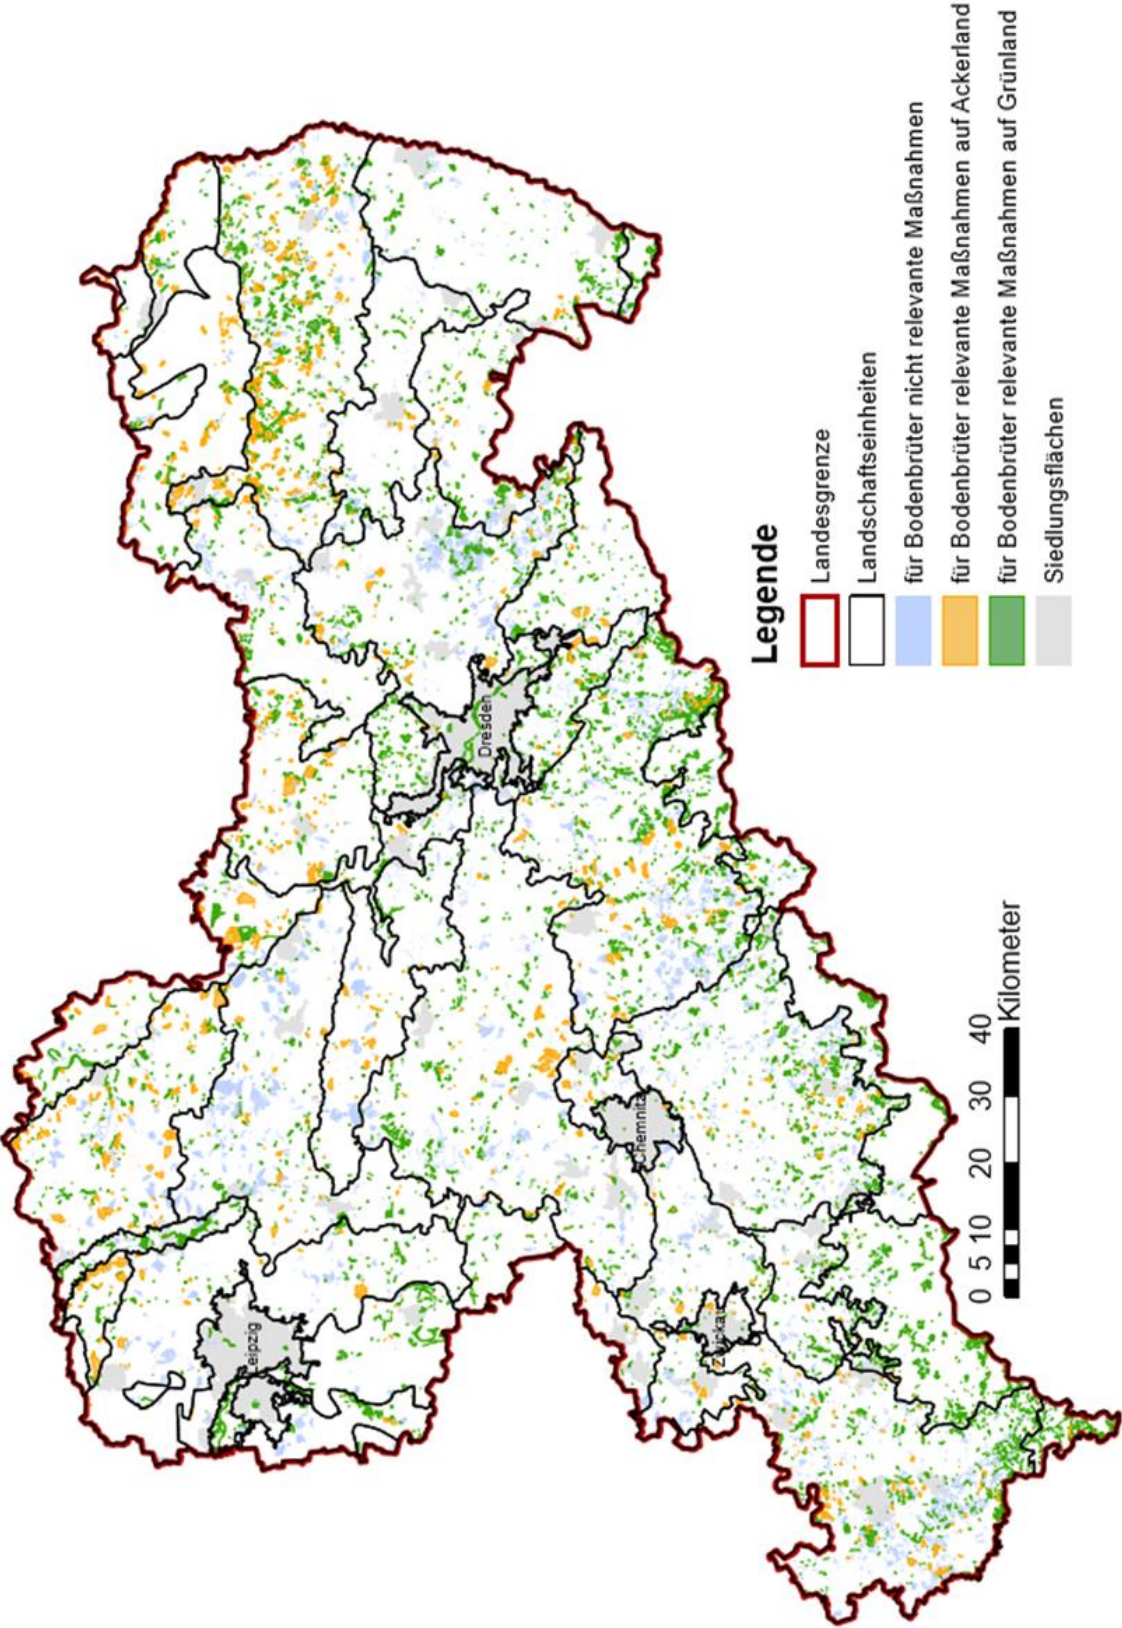 Leipzig
Dresden
Chemnitz
Zwickau
0 5 10 20 30 40
Kilometer
Legende
Landesgrenze
Landschaftseinheiten
für Bodenbrüter nicht relevante Maßnahmen
für Bodenbrüter relevante Maßnahmen auf Ackerland
für Bodenbrüter relevante Maßnahmen auf Grünland
Siedlungsflächen